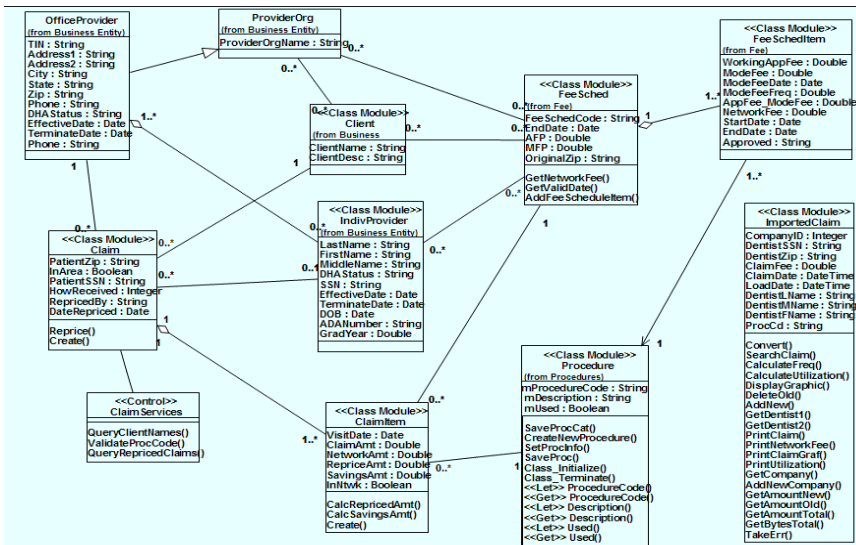 OfficeProvider
(from Business Entity)
TIN : String
Address1 : String
Address2 : String
City : String
State : String
Zip : String
Phone : String
DHAStatus : String
EffectiveDate : Date
TerminateDate : Date
Phone : String
ProviderOrg
(from Business Entity)
ProviderOrgName : String
0..*
0..*
<<Class Module>>
FeeSchedItem
(from Fee)
WorkingAppFee : Double
ModeFee : Double
ModeFeeDate : Date
ModeFeeFreq : Double
AppFee_ModeFee : Double
NetworkFee : Double
StartDate : Date
EndDate : Date
Approved : String
1..*
1..*
<<Class Module>>
FeeSched
(from Fee)
FeeSchedCode : String
EndDate : Date
AFP : Double
MFP : Double
OriginalZip : String
GetNetworkFee()
GetValidDate()
AddFeeScheduleItem()
0..*
0..*
0..*
1
1
0..*
<<Class Module>>
Client
(from Business
ClientName : String
ClientDesc : String
0..*
1
1..*
1
0..*
<<Class Module>>
IndivProvider
(from Business Entity)
LastName : String
FirstName : String
MiddleName : String
DHAStatus : String
SSN : String
EffectiveDate : Date
TerminateDate : Date
DOB : Date
ADANumber : String
GradYear : Double
0..*
0..1
0..*
<<Class Module>>
Claim
PatientZip : String
InArea : Boolean
PatientSSN : String
HowReceived : Integer
RepricedBy : String
DateRepriced : Date
Reprice()
Create()
0..*
0..*
1
1
<<Control>>
ClaimServices
QueryClientNames()
ValidateProcCode()
QueryRepricedClaims()
1..*
0..*
<<Class Module>>
ClaimItem
VisitDate : Date
ClaimAmt : Double
NetworkAmt : Double
RepriceAmt : Double
SavingsAmt : Double
InNtwk : Boolean
CalcRepricedAmt()
CalcSavingsAmt()
Create()
0..*
1
1
<<Class Module>>
Procedure
(from Procedures)
mProcedureCode : String
mDescription : String
mUsed : Boolean
SaveProcCat()
CreateNewProcedure()
SetProcInfo()
SaveProc()
Class_Initialize()
Class_Terminate()
<<Let>> ProcedureCode()
<<Get>> ProcedureCode()
<<Let>> Description()
<<Get>> Description()
<<Let>> Used()
<<Get>> Used()
<<Class Module>>
ImportedClaim
CompanyID : Integer
DentistSSN : String
DentistZip : String
ClaimFee : Double
ClaimDate : DateTime
LoadDate : DateTime
DentistLName : String
DentistMName : String
DentistFName : String
ProcCd : String
Convert()
SearchClaim()
CalculateFreq()
CalculateUtilization()
DisplayGraphic()
DeleteOld()
AddNew()
GetDentist1()
GetDentist2()
PrintClaim()
PrintNetworkFee()
PrintClaimGraf()
PrintUtilization()
GetCompany()
AddNewCompany()
GetAmountNew()
GetAmountOld()
GetAmountTotal()
GetBytesTotal()
TakeErr()